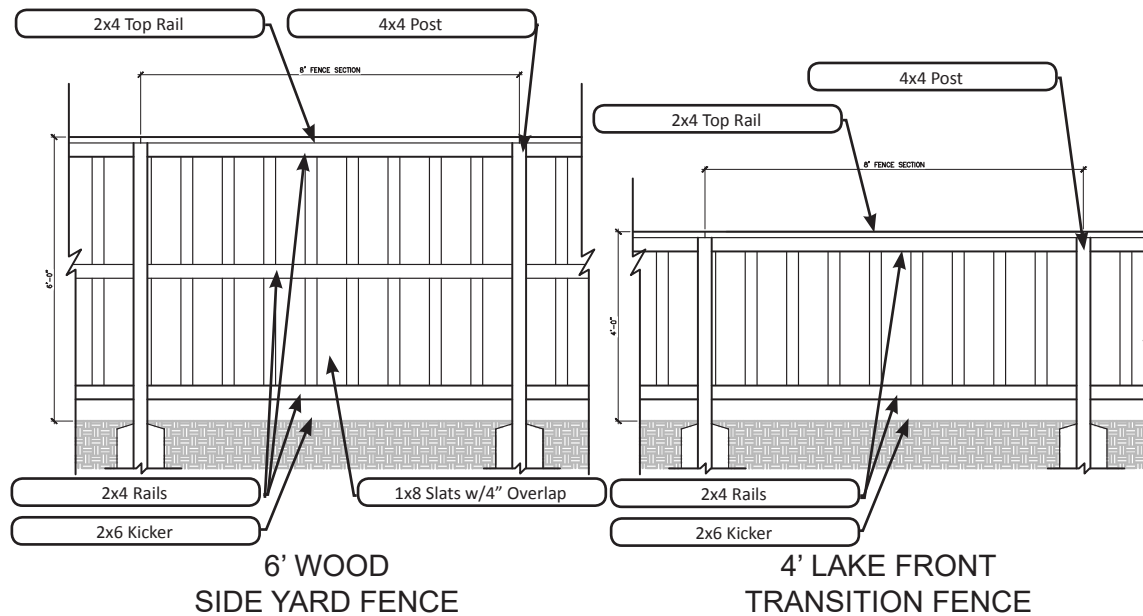 2x4 Top Rail
4x4 Post
8' FENCE SECTION
6'-0"
2x4 Rails
1x8 Slats w/4” Overlap
2x6 Kicker
6’ WOOD
SIDE YARD FENCE
4x4 Post
2x4 Top Rail
8' FENCE SECTION
4'-0"
2x4 Rails
2x6 Kicker
4’ LAKE FRONT
TRANSITION FENCE